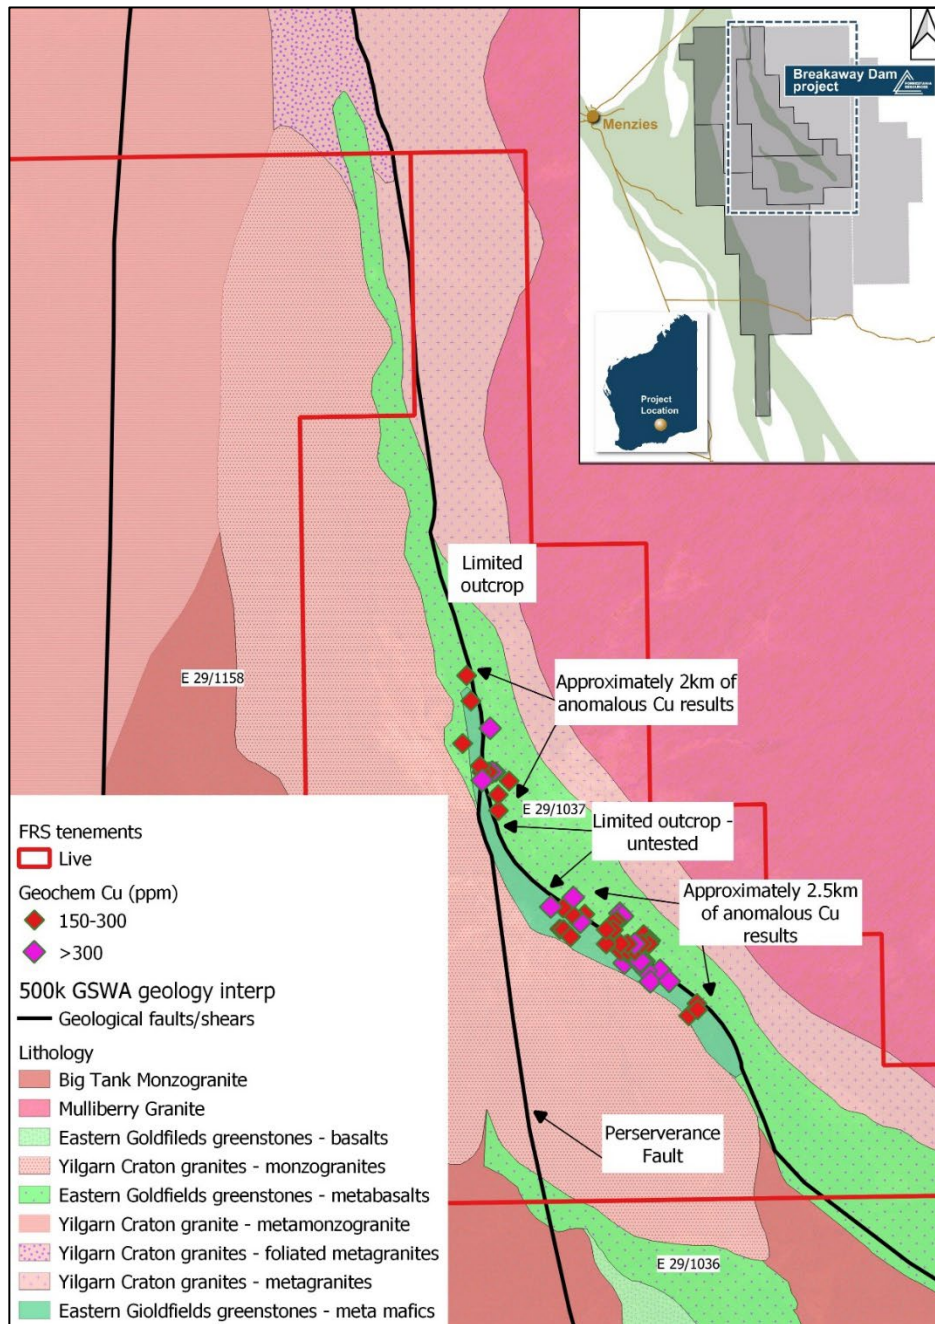 Breakaway Dam
project
Menzies
Project
Location
Limited
outcrop
E 29/1158
Approximately 2km of
anomalous Cu results
E 29/1037
Limited outcrop -
untested
Approximately 2.5km
of anomalous Cu
results
FRS tenements
Live
Geochem Cu (ppm)
150-300
>300
500k GSWA geology interp
Geological faults/shears
Lithology
Big Tank Monzogranite
Mulliberry Granite
Eastern Goldfileds greenstones - basalts
Yilgarn Craton granites - monzogranites
Eastern Goldfields greenstones - metabasalts
Yilgarn Craton granite - metamonzogranite
Yilgarn Craton granites - foliated metagranites
Yilgarn Craton granites - metagranites
Eastern Gioldfields greenstones - meta mafics
Perserverance
Fault
E 29/1036